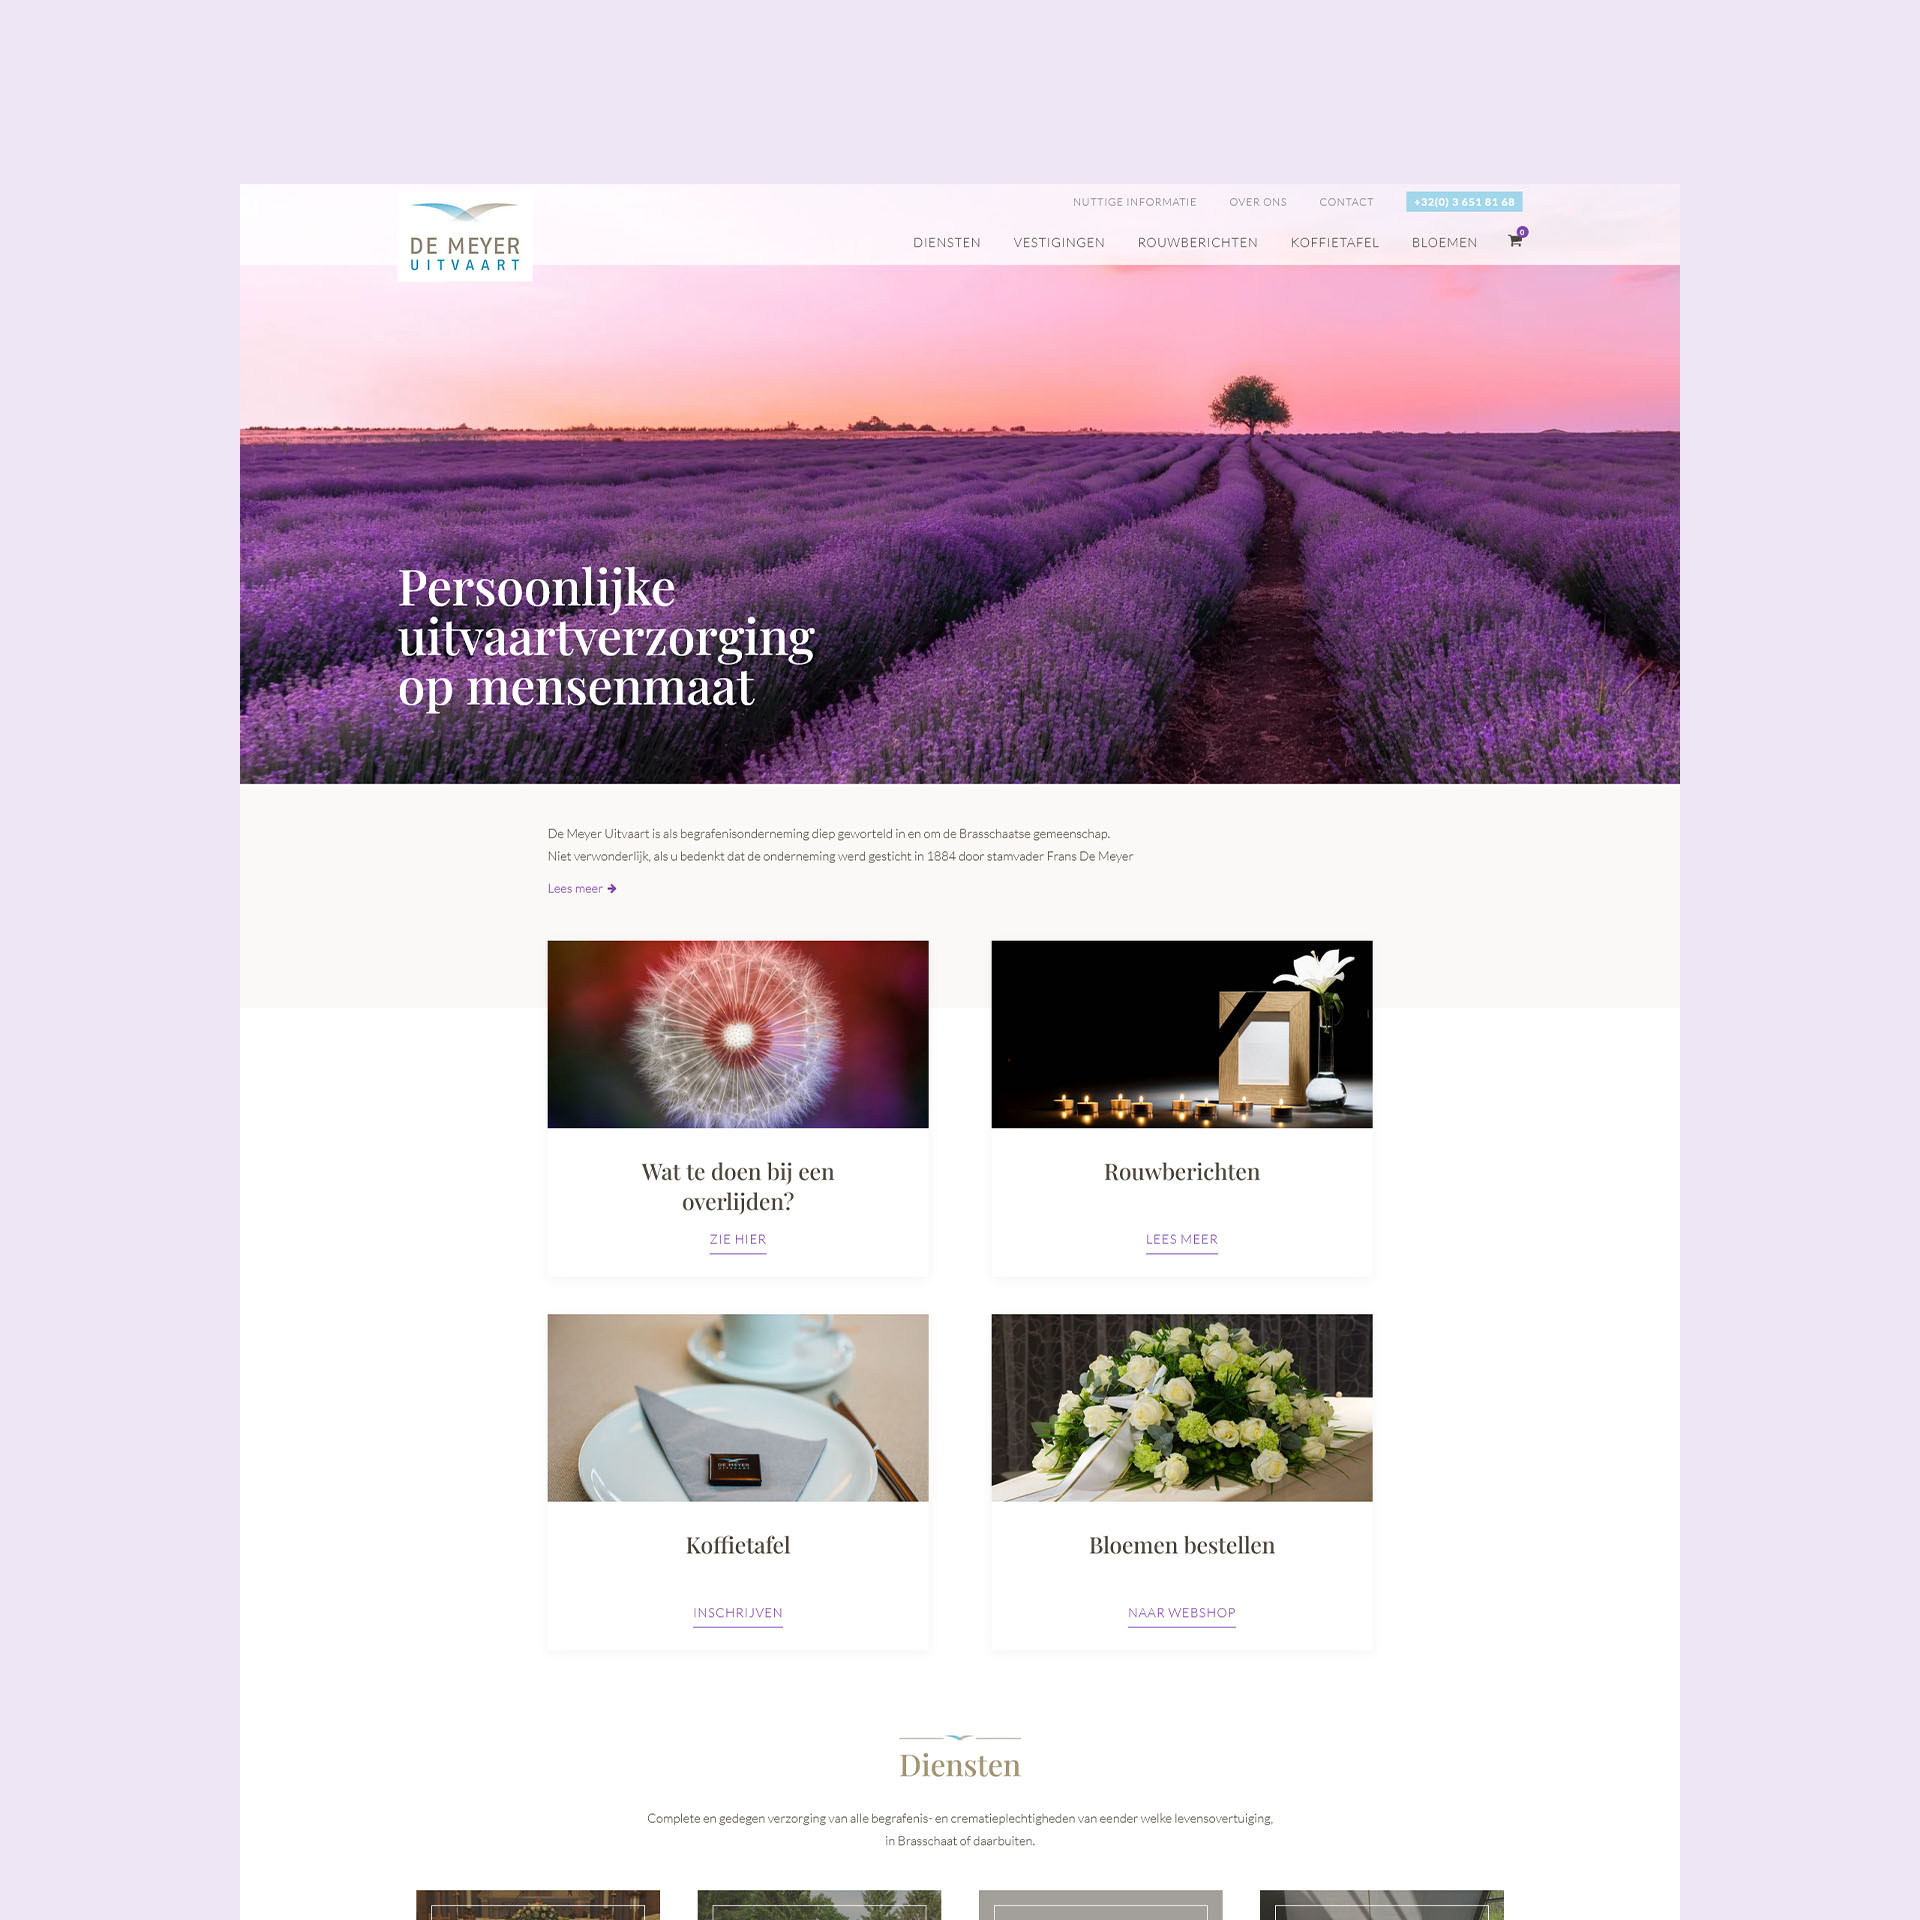 NUTTIGE INFORMATIE OVER ONS CONTACT +32(0) 3 651 81 68
DE MEYER
UITVAART
DIENSTEN VESTIGINGEN ROUWBERICHTEN KOFFIETAFEL BLOEMEN 0
Persoonlijke
uitvaartverzorging
op mensenmaat
De Meyer Uitvaart is als begrafenisonderneming diep geworteld in en om de Brasschaatse gemeenschap.
Niet verwonderlijk, als u bedenkt dat de onderneming werd gesticht in 1884 door stamvader Frans De Meyer
Lees meer
Wat te doen bij een
overlijden?
ZIE HIER
Rouwberichten
LEES MEER
DE MEYER
UITVAART
Koffietafel
INSCHRIJVEN
Bloemen bestellen
NAAR WEBSHOP
Diensten
Complete en gedegen verzorging van alle begrafenis- en crematieplechtigheden van eender welke levensovertuiging,
in Brasschaat of daarbuiten.